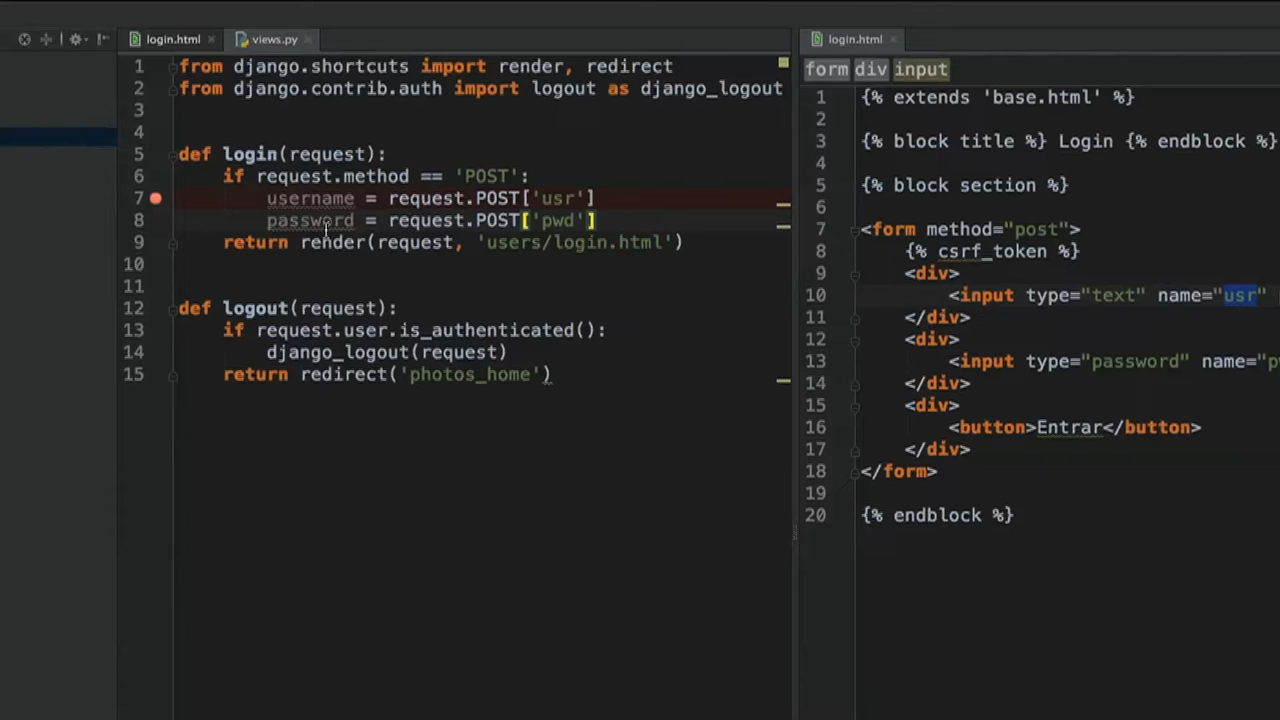 login.html
views.py
1 from django.shortcuts import render, redirect
2 from django.contrib.auth import logout as django_logout
3
4
5 def login(request):
6 if request.method == 'POST':
7 username = request.POST['usr']
8 password = request.POST['pwd']
9 return render(request, 'users/login.html')
10
11
12 def logout(request):
13 if request.user.is_authenticated():
14 django_logout(request)
15 return redirect('photos_home')
login.html
form div input
1 {% extends 'base.html' %}
2
3 {% block title %} Login {% endblock %}
4
5 {% block section %}
6
7 <form method="post">
8 {% csrf_token %}
9 <div>
10 <input type="text" name="usr"
11 </div>
12 <div>
13 <input type="password" name="p
14 </div>
15 <div>
16 <button>Entrar</button>
17 </div>
18 </form>
19
20 {% endblock %}